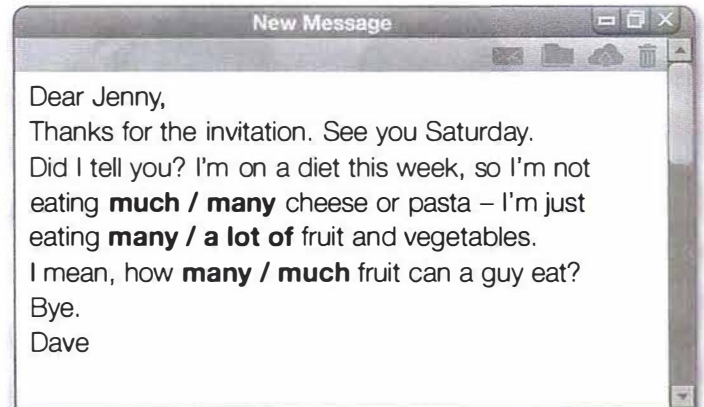 New Message
Dear Jenny,
Thanks for the invitation. See you Saturday.
Did I tell you? I'm on a diet this week, so I'm not
eating much / many cheese or pasta – I'm just
eating many / a lot of fruit and vegetables.
I mean, how many / much fruit can a guy eat?
Bye.
Dave